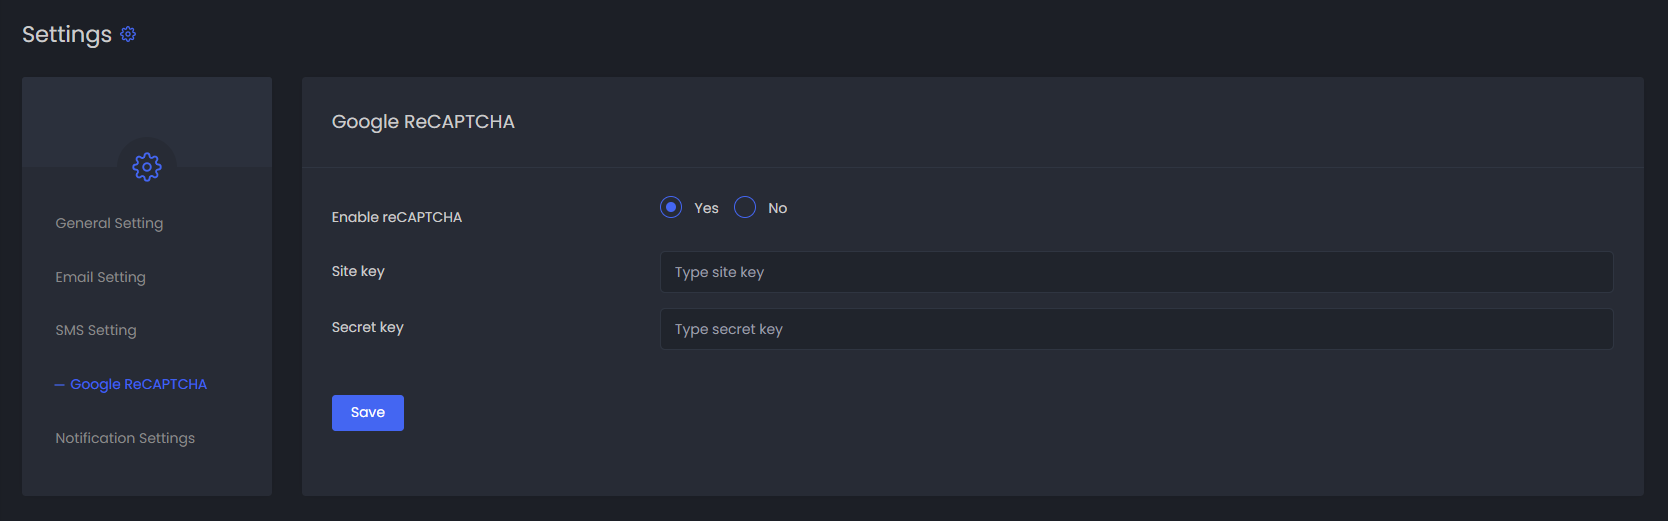 Settings
General Setting
Email Setting
SMS Setting
— Google ReCAPTCHA
Notification Settings
Google ReCAPTCHA
Enable reCAPTCHA
Yes No
Site key
Type site key
Secret key
Type secret key
Save